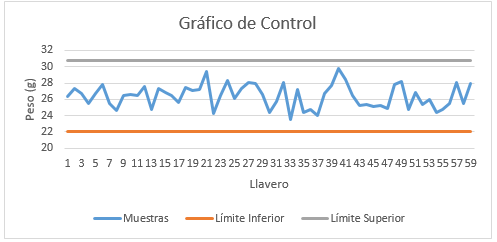 Gráfico de Control
32
30
28
26
24
22
20
Peso (g)
1 3 5 7 9 11 13 15 17 19 21 23 25 27 29 31 33 35 37 39 41 43 45 47 49 51 53 55 57 59
Llavero
Muestras Límite Inferior Límite Superior